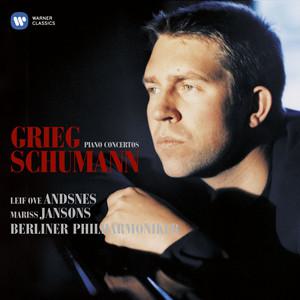 WARNER
CLASSICS
GRIEG
PIANO CONCERTOS
SCHUMANN
LEIF OVE ANDSNES
MARISS JANSONS
BERLINER PHILHARMONIKER